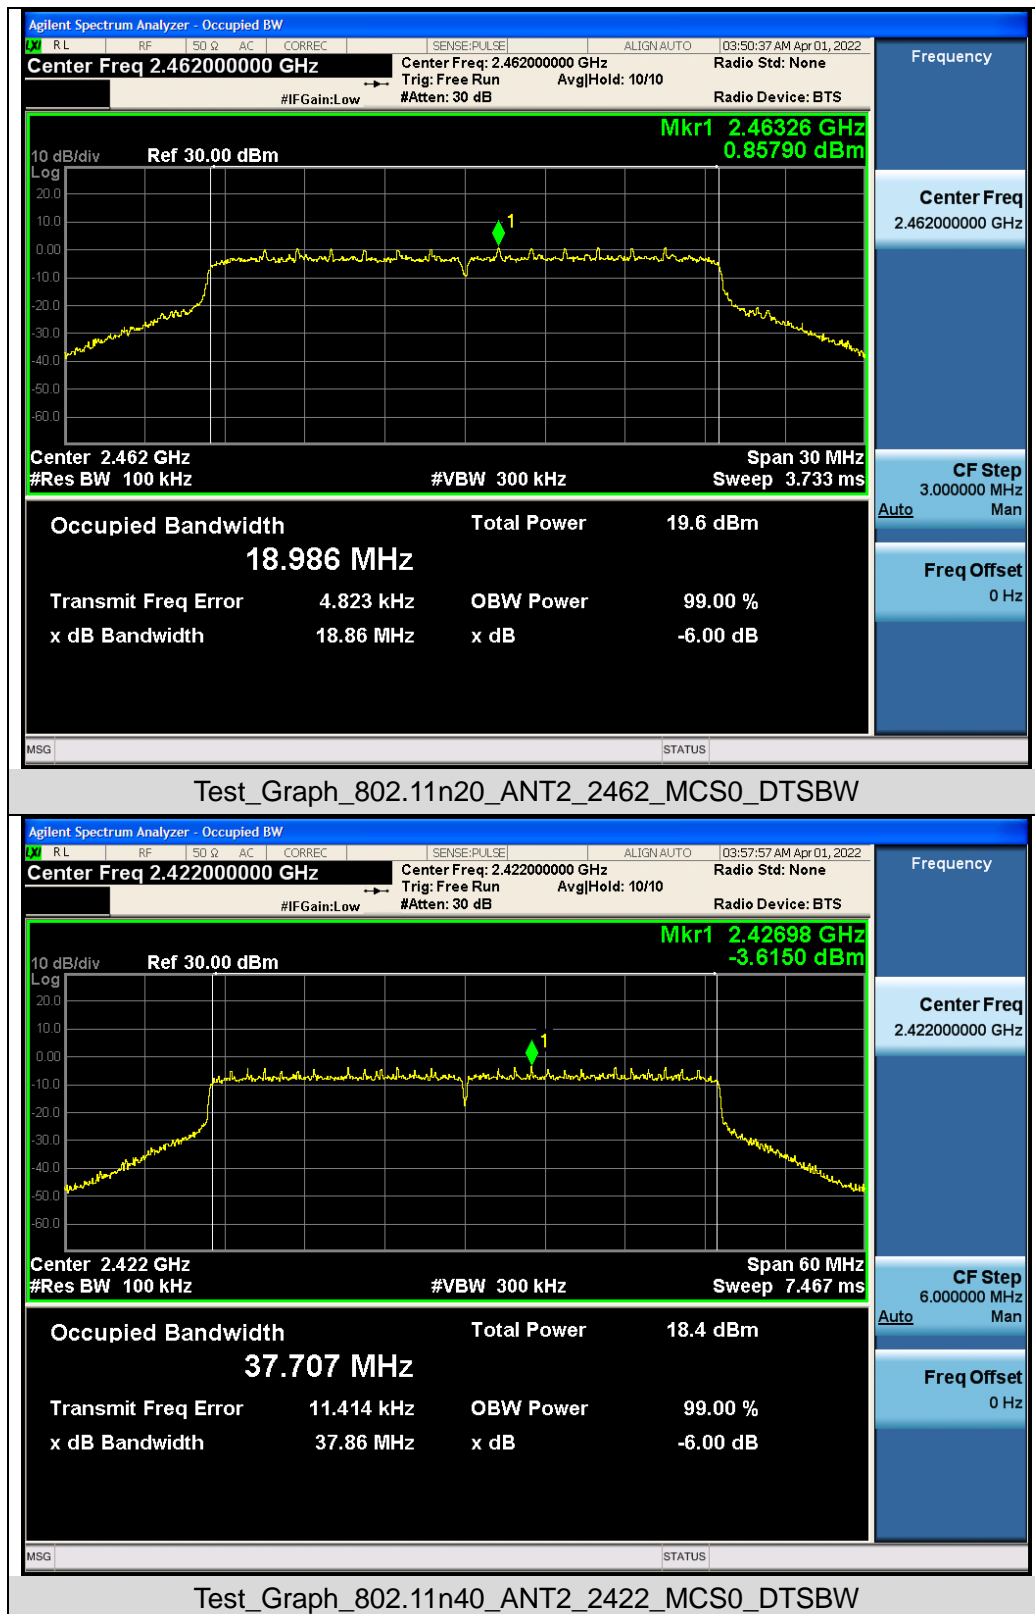 Agilent Spectrum Analyzer - Occupied BW
LXI RL RF 50 Ω AC CORREC SENSE:PULSE ALIGN AUTO 03:50:37 AM Apr 01, 2022
Center Freq 2.462000000 GHz
Center Freq: 2.462000000 GHz
Radio Std: None
Trig: Free Run Avg|Hold: 10/10
#IFGain:Low
#Atten: 30 dB
Radio Device: BTS
Frequency
Mkr1 2.46326 GHz
0.85790 dBm
10 dB/div Ref 30.00 dBm
Log
20.0
10.0
0.00
-10.0
-20.0
-30.0
-40.0
-50.0
-60.0
1
Center 2.462 GHz
Span 30 MHz
#Res BW 100 kHz
#VBW 300 kHz
Sweep 3.733 ms
Center Freq
2.462000000 GHz
CF Step
3.000000 MHz
Auto Man
Freq Offset
0 Hz
Occupied Bandwidth
18.986 MHz
Total Power 19.6 dBm
Transmit Freq Error 4.823 kHz
OBW Power 99.00 %
x dB Bandwidth 18.86 MHz
x dB -6.00 dB
MSG
STATUS
Test_Graph_802.11n20_ANT2_2462_MCS0_DTSBW
Agilent Spectrum Analyzer - Occupied BW
LXI RL RF 50 Ω AC CORREC SENSE:PULSE ALIGN AUTO 03:57:57 AM Apr 01, 2022
Center Freq 2.422000000 GHz
Center Freq: 2.422000000 GHz
Radio Std: None
Trig: Free Run Avg|Hold: 10/10
#IFGain:Low
#Atten: 30 dB
Radio Device: BTS
Frequency
Mkr1 2.42698 GHz
-3.6150 dBm
10 dB/div Ref 30.00 dBm
Log
20.0
10.0
0.00
-10.0
-20.0
-30.0
-40.0
-50.0
-60.0
1
Center 2.422 GHz
Span 60 MHz
#Res BW 100 kHz
#VBW 300 kHz
Sweep 7.467 ms
Center Freq
2.422000000 GHz
CF Step
6.000000 MHz
Auto Man
Freq Offset
0 Hz
Occupied Bandwidth
37.707 MHz
Total Power 18.4 dBm
Transmit Freq Error 11.414 kHz
OBW Power 99.00 %
x dB Bandwidth 37.86 MHz
x dB -6.00 dB
MSG
STATUS
Test_Graph_802.11n40_ANT2_2422_MCS0_DTSBW